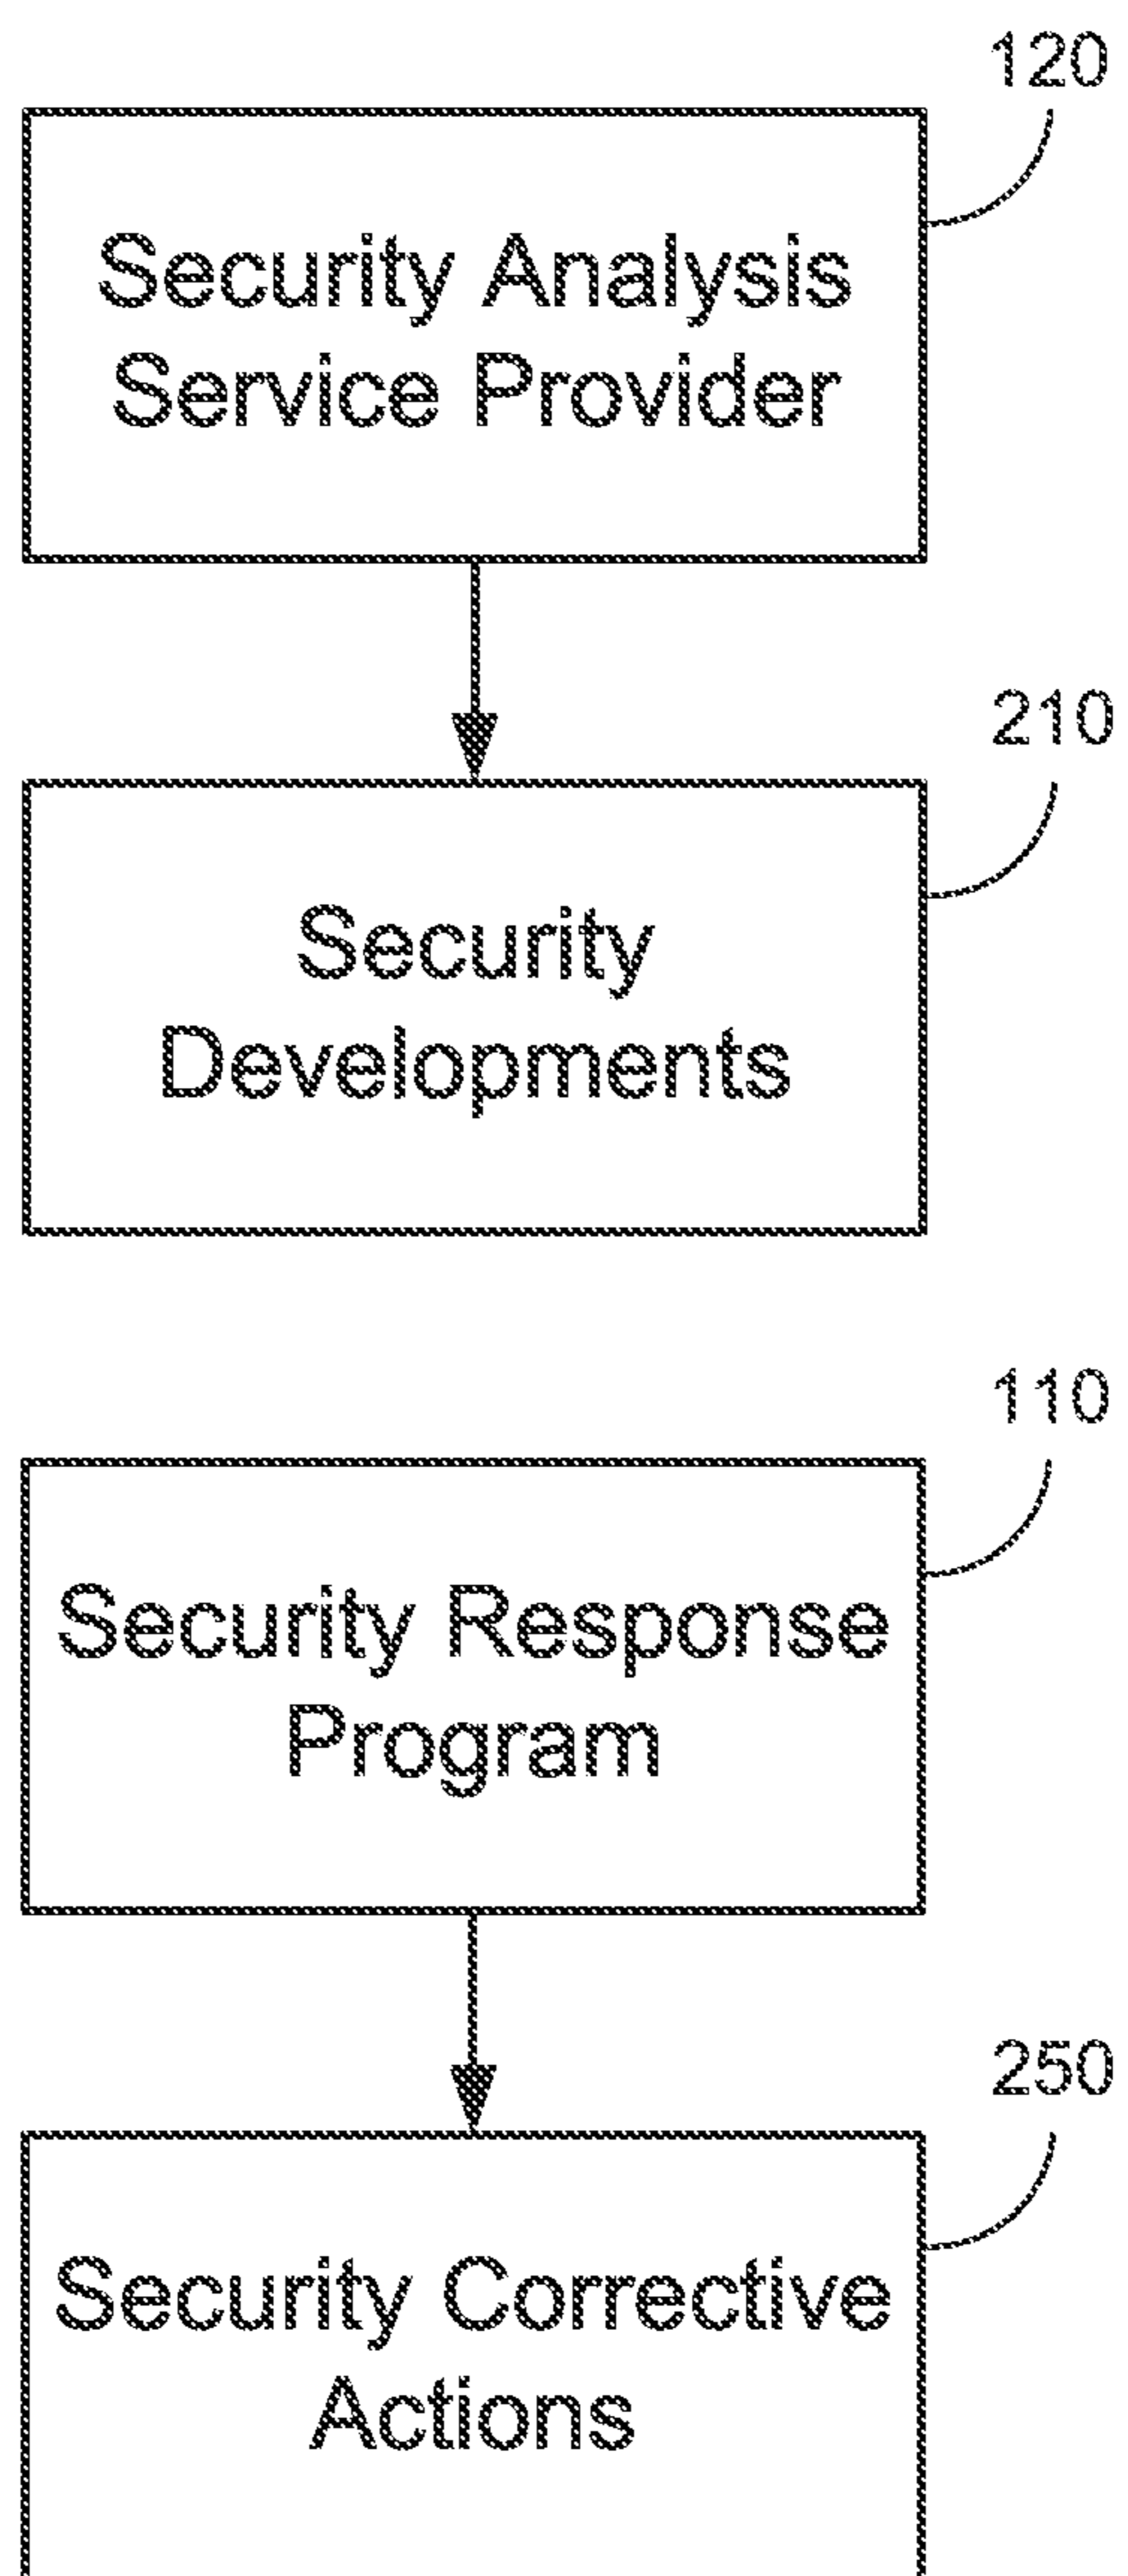 120
Security Analysis
Service Provider
210
Security
Developments
110
Security Response
Program
250
Security Corrective
Actions